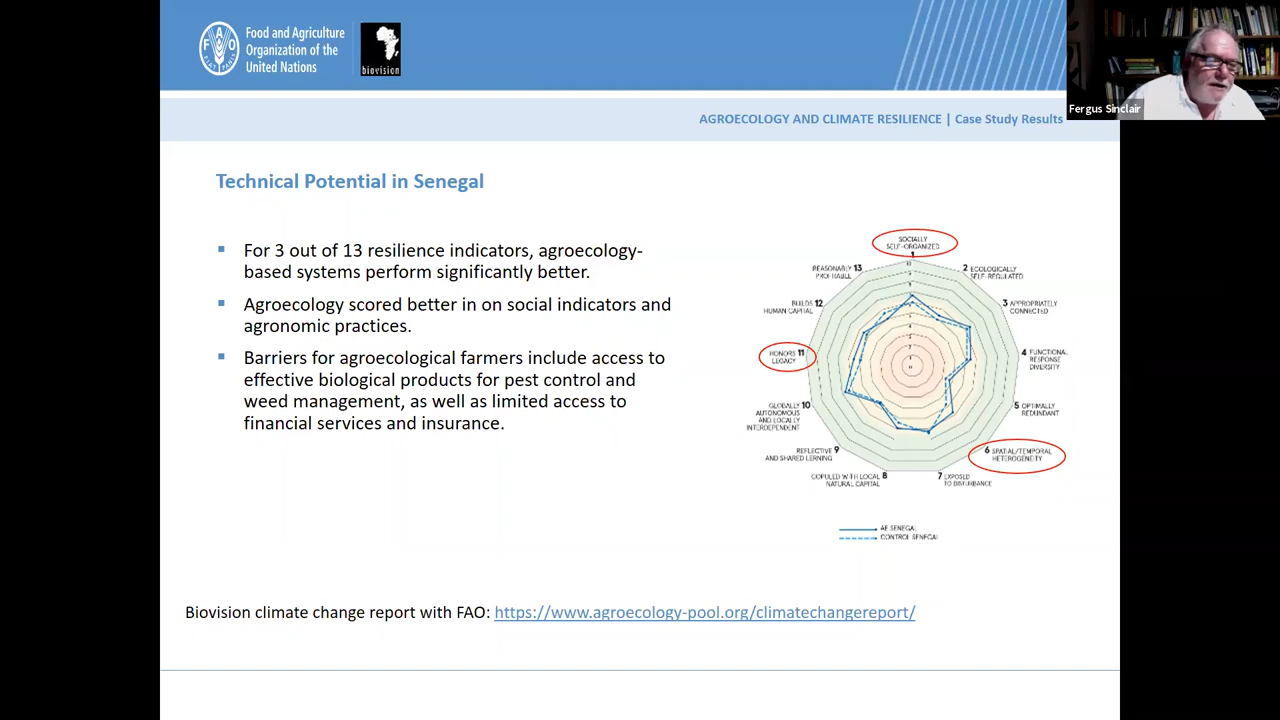 Food and Agriculture
Organization of the
United Nations
FAO
FIAT PANIS
biovision
Fergus Sinclair
AGROECOLOGY AND CLIMATE RESILIENCE | Case Study Results
Technical Potential in Senegal
For 3 out of 13 resilience indicators, agroecology-
based systems perform significantly better.
Agroecology scored better in on social indicators and
agronomic practices.
Barriers for agroecological farmers include access to
effective biological products for pest control and
weed management, as well as limited access to
financial services and insurance.
SOCIALLY
SELF-ORGANIZED
1
2 ECOLOGICALLY
SELF-REGULATED
3 APPROPRIATELY
CONNECTED
4 FUNCTIONAL
RESPONSE
DIVERSITY
5 OPTIMALLY
REDUNDANT
6 SPATIAL/TEMPORAL
HETEROGENEITY
7 EXPOSED
TO DISTURBANCE
COPULED WITH LOCAL 8
NATURAL CAPITAL
REFLECTIVE 9
AND SHARED LERNING
GLOBALLY 10
AUTONOMOUS
AND LOCALLY
INTERDEPENDENT
HONORS 11
LEGACY
BUILDS 12
HUMAN CAPITAL
REASONABLY 13
PROFITABLE
AE SENEGAL
CONTROL SENEGAL
Biovision climate change report with FAO: https://www.agroecology-pool.org/climatechangereport/